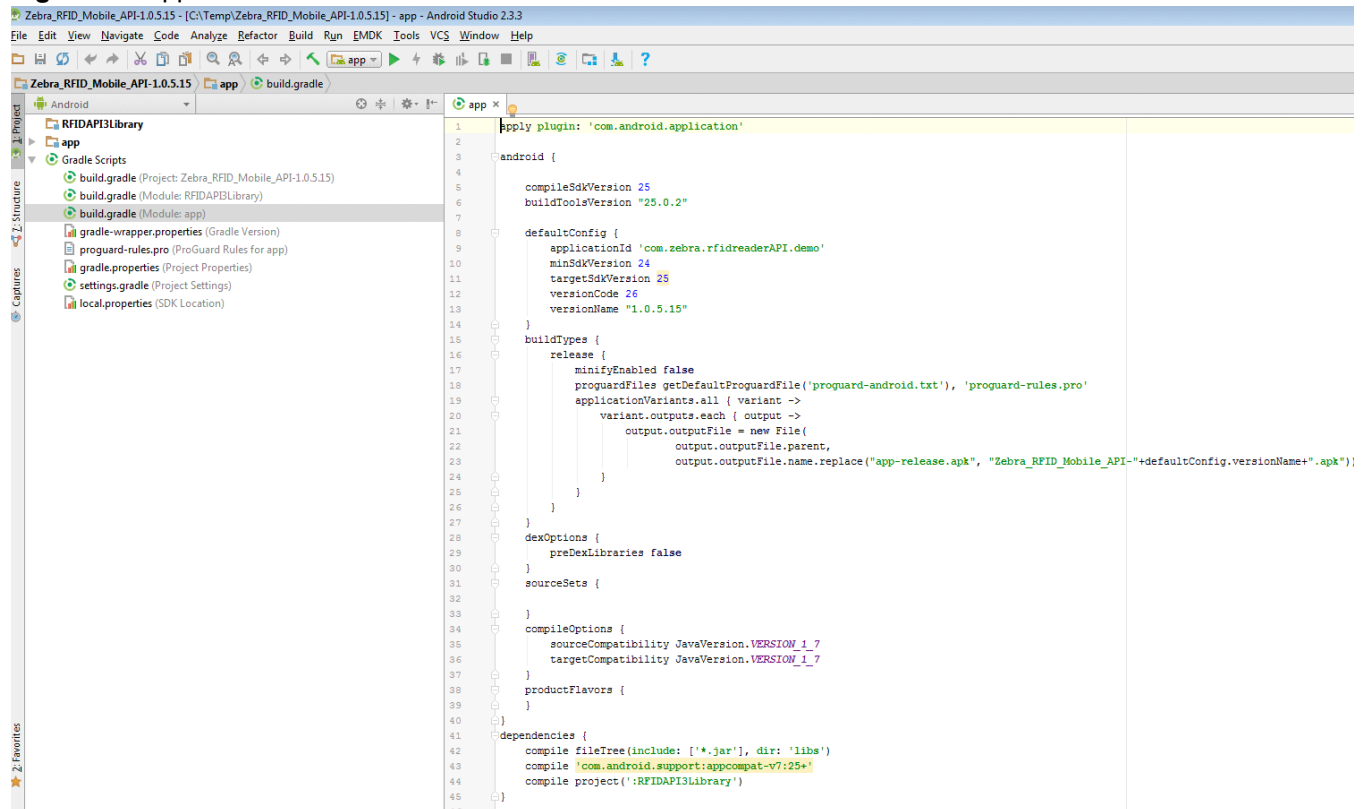 Zebra_RFID_Mobile_API-1.0.5.15 - [C:\Temp\Zebra_RFID_Mobile_API-1.0.5.15] - app - Android Studio 2.3.3
File Edit View Navigate Code Analyze Refactor Build Run EMDK Tools VCS Window Help
app
Zebra_RFID_Mobile_API-1.0.5.15 app build.gradle
Android
app
1: Project
Z: Structure
Captures
2: Favorites
RFIDAPI3Library
app
Gradle Scripts
build.gradle (Project: Zebra_RFID_Mobile_API-1.0.5.15)
build.gradle (Module: RFIDAPI3Library)
build.gradle (Module: app)
gradle-wrapper.properties (Gradle Version)
proguard-rules.pro (ProGuard Rules for app)
gradle.properties (Project Properties)
settings.gradle (Project Settings)
local.properties (SDK Location)
1 apply plugin: 'com.android.application'
2
3 android {
4
5 compileSdkVersion 25
6 buildToolsVersion "25.0.2"
7
8 defaultConfig {
9 applicationId 'com.zebra.rfidreaderAPI.demo'
10 minSdkVersion 24
11 targetSdkVersion 25
12 versionCode 26
13 versionName "1.0.5.15"
14 }
15 buildTypes {
16 release {
17 minifyEnabled false
18 proguardFiles getDefaultProguardFile('proguard-android.txt'), 'proguard-rules.pro'
19 applicationVariants.all { variant ->
20 variant.outputs.each { output ->
21 output.outputFile = new File(
22 output.outputFile.parent,
23 output.outputFile.name.replace("app-release.apk", "Zebra_RFID_Mobile_API-"+defaultConfig.versionName+".apk"))
24 }
25 }
26 }
27 }
28 dexOptions {
29 preDexLibraries false
30 }
31 sourceSets {
32
33 }
34 compileOptions {
35 sourceCompatibility JavaVersion.VERSION_1_7
36 targetCompatibility JavaVersion.VERSION_1_7
37 }
38 productFlavors {
39 }
40 }
41 dependencies {
42 compile fileTree(include: ['*.jar'], dir: 'libs')
43 compile 'com.android.support:appcompat-v7:25+'
44 compile project(':RFIDAPI3Library')
45 }